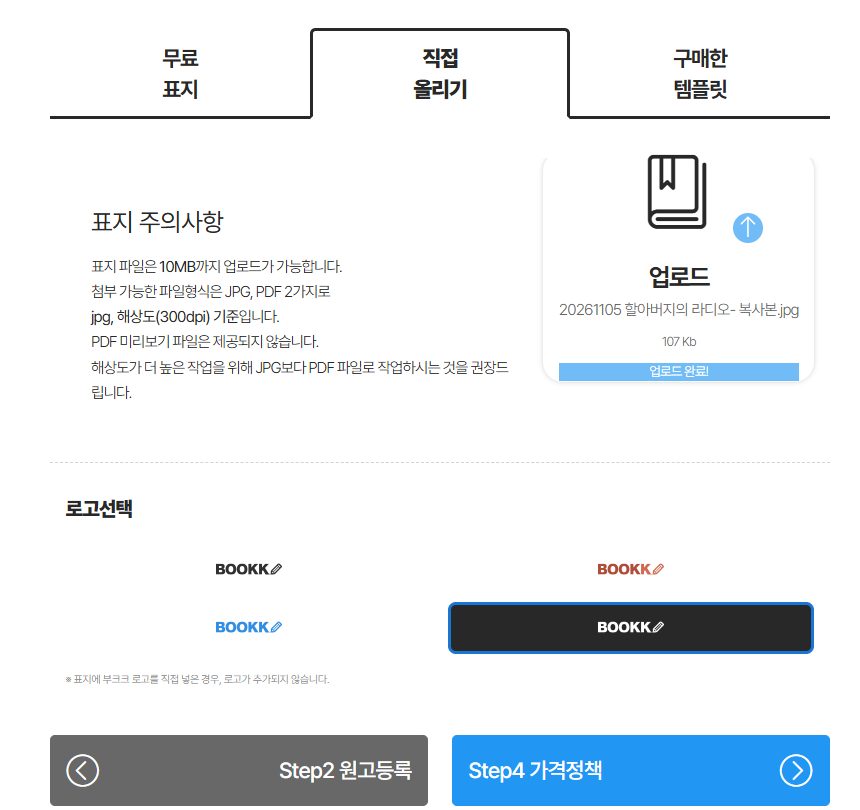 무료
표지
직접
올리기
구매한
템플릿
표지 주의사항
표지 파일은 10MB까지 업로드가 가능합니다.
첨부 가능한 파일형식은 JPG, PDF 2가지로
jpg, 해상도(300dpi) 기준입니다.
PDF 미리보기 파일은 제공되지 않습니다.
해상도가 더 높은 작업을 위해 JPG보다 PDF 파일로 작업하시는 것을 권장드
립니다.
업로드
20261105 할아버지의 라디오- 복사본.jpg
107 Kb
업로드 완료!
로고선택
BOOKK
BOOKK
BOOKK
BOOKK
※ 표지에 부크크 로고를 직접 넣은 경우, 로고가 추가되지 않습니다.
Step2 원고등록
Step4 가격정책